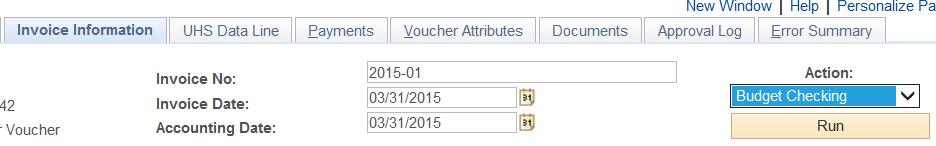 New Window | Help | Personalize Pa
Invoice Information UHS Data Line Payments Voucher Attributes Documents Approval Log Error Summary
Invoice No: 2015-01 Action:
42 Invoice Date: 03/31/2015 31 Budget Checking
r Voucher Accounting Date: 03/31/2015 31 Run